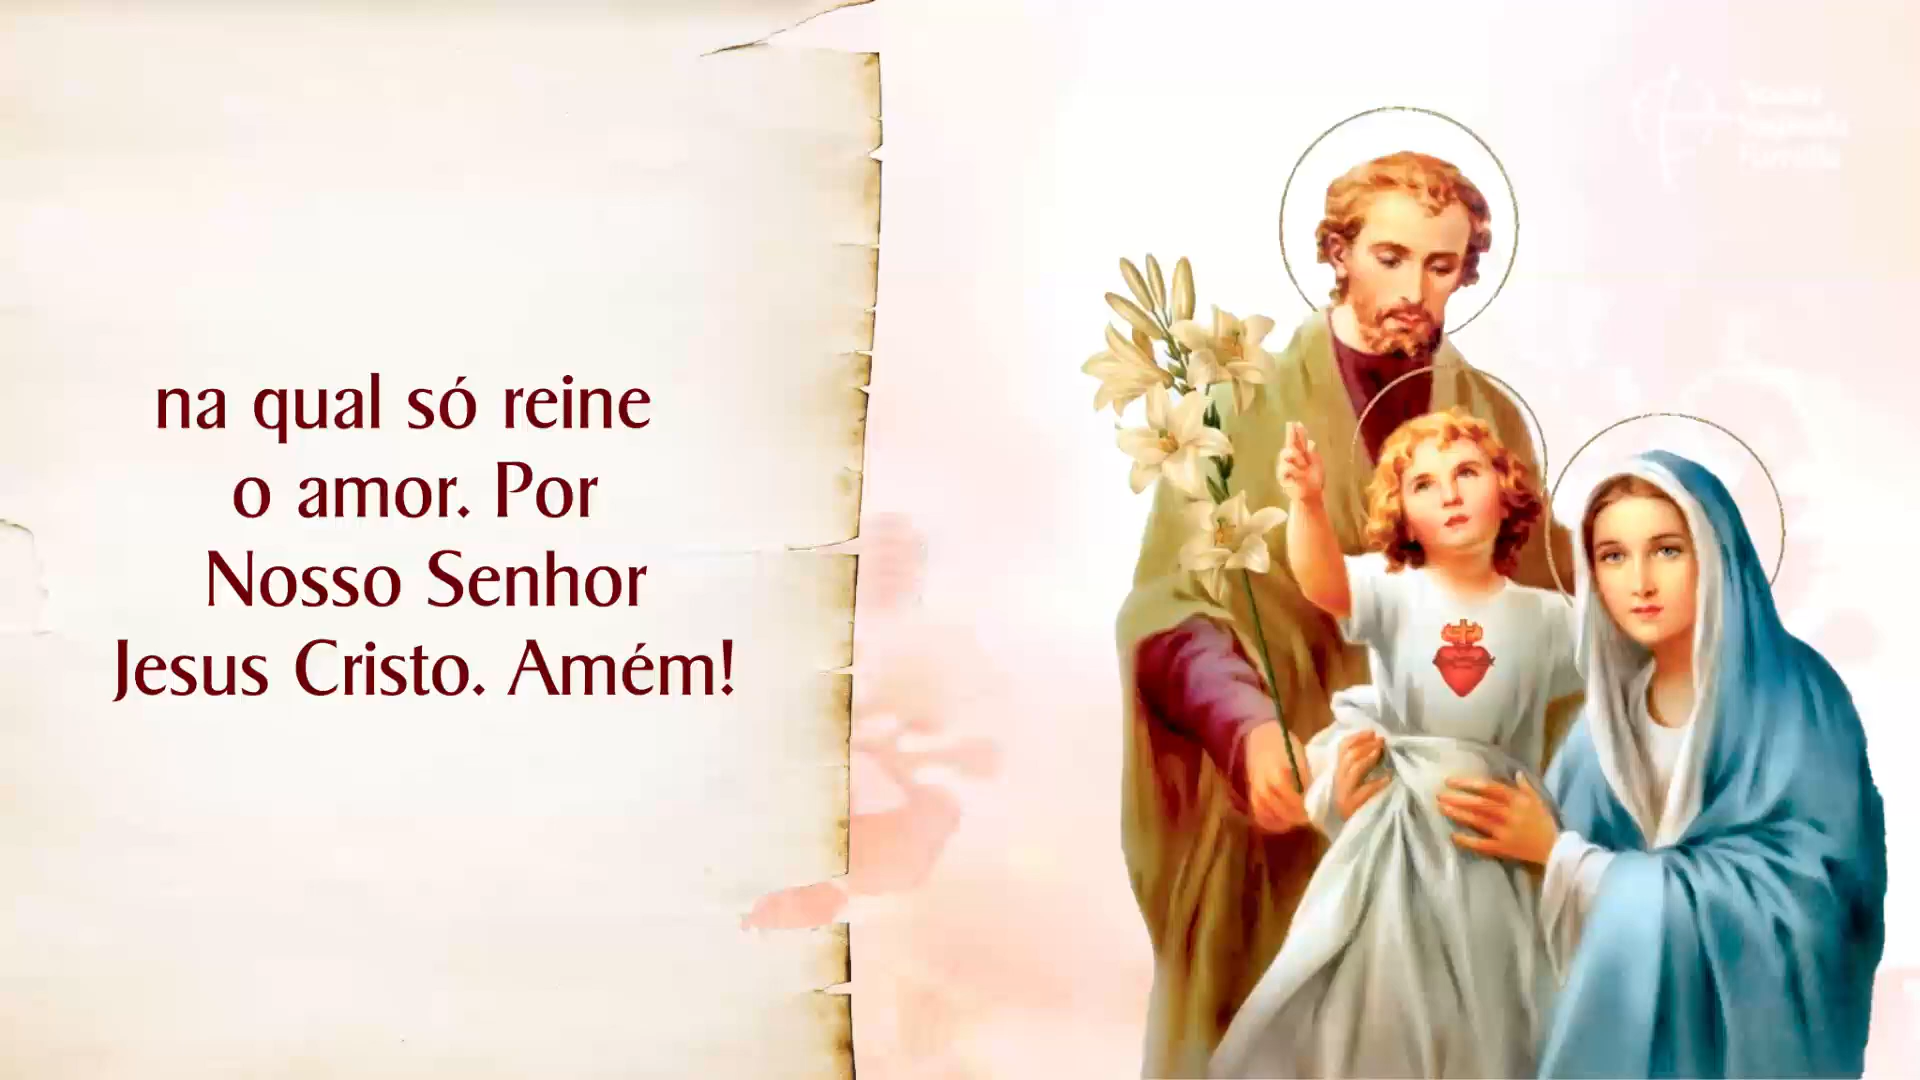 na qual só reine
o amor. Por
Nosso Senhor
Jesus Cristo. Amém!